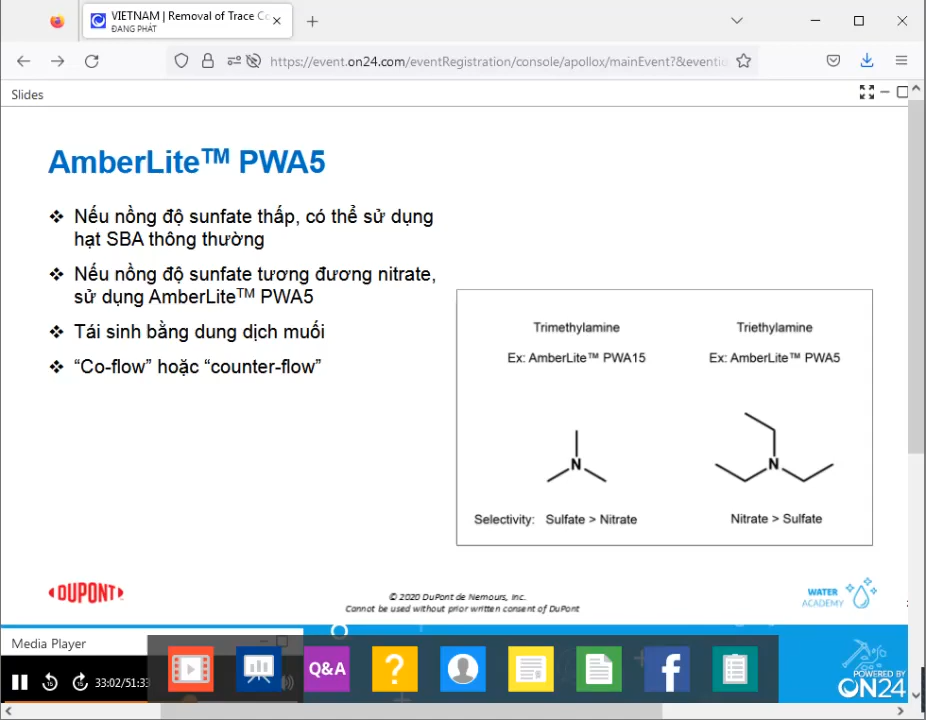 VIETNAM | Removal of Trace Co
ĐANG PHÁT
https://event.on24.com/eventRegistration/console/apollox/mainEvent?&eventid
Slides
AmberLite™ PWA5
❖ Nếu nồng độ sunfate thấp, có thể sử dụng
hạt SBA thông thường
❖ Nếu nồng độ sunfate tương đương nitrate,
sử dụng AmberLite™ PWA5
❖ Tái sinh bằng dung dịch muối
❖ “Co-flow” hoặc “counter-flow”
Trimethylamine Triethylamine
Ex: AmberLite™ PWA15 Ex: AmberLite™ PWA5
N N
Selectivity: Sulfate > Nitrate Nitrate > Sulfate
DUPONT
© 2020 DuPont de Nemours, Inc.
Cannot be used without prior written consent of DuPont
WATER
ACADEMY
Media Player
Q&A
?
f
15 15 33:02/51:33
POWERED BY
ON24